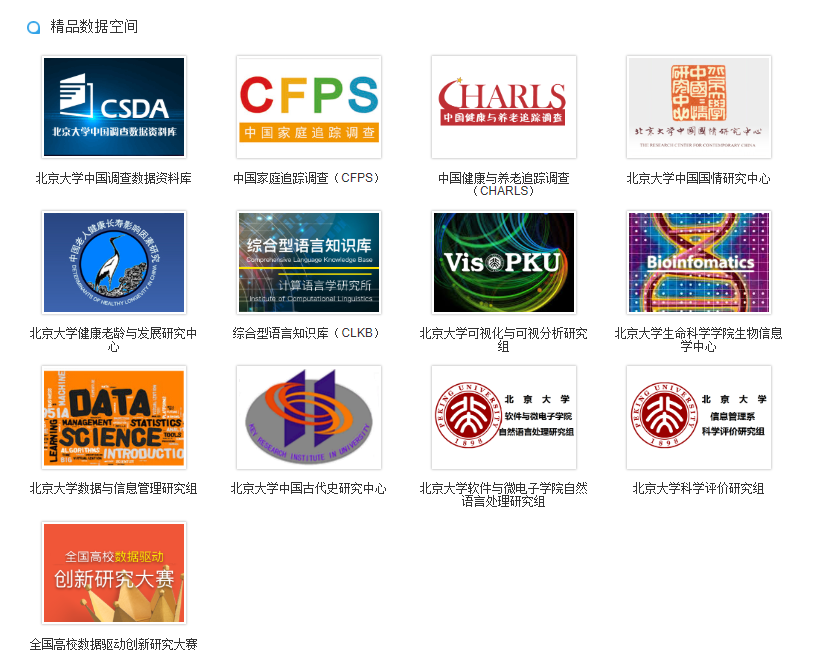 精品数据空间
CSDA
北京大学中国调查数据资料库
北京大学中国调查数据资料库
CFPS
中国家庭追踪调查
中国家庭追踪调查（CFPS）
CHARLS
中国健康与养老追踪调查
中国健康与养老追踪调查
（CHARLS）
北京大学中國國情研究中心
THE RESEARCH CENTER FOR CONTEMPORARY CHINA
北京大学中国国情研究中心
中国老人健康长寿影响因素研究
DETERMINANTS OF HEALTHY LONGEVITY IN CHINA
北京大学健康老龄与发展研究中
心
综合型语言知识库
Comprehensive Language Knowledge Base
计算语言学研究所
Institute of Computational Linguistics
综合型语言知识库（CLKB）
Vis@PKU
北京大学可视化与可视分析研究
组
Bioinfomatics
北京大学生命科学学院生物信息
学中心
DATA
MACHINE
MANAGEMENT STATISTICS
LEARNING
SCIENCE
TOOLS
ALGORITHMS
INTRODUCTION
北京大学数据与信息管理研究组
KEY RESEARCH INSTITUTE IN UNIVERSITY
北京大学中国古代史研究中心
PEKING UNIVERSITY
1898
北京大学
软件与微电子学院
自然语言处理研究组
北京大学软件与微电子学院自然
语言处理研究组
PEKING UNIVERSITY
1898
北京大学
信息管理系
科学评价研究组
北京大学科学评价研究组
全国高校数据驱动
创新研究大赛
全国高校数据驱动创新研究大赛